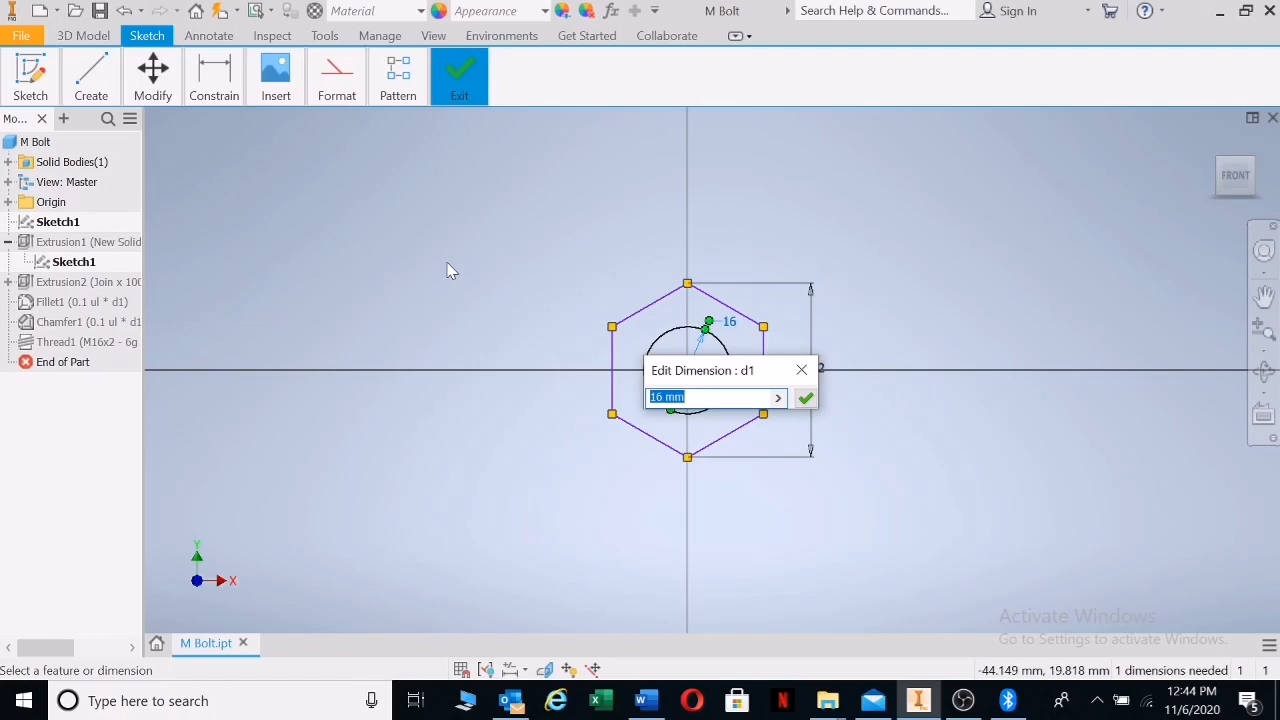 Material
Appearance
M Bolt
Search Help & Commands...
Sign In
File
3D Model
Sketch
Annotate
Inspect
Tools
Manage
View
Environments
Get Started
Collaborate
Sketch
Create
Modify
Constrain
Insert
Format
Pattern
Exit
Mo...
M Bolt
Solid Bodies(1)
View: Master
Origin
Sketch1
Extrusion1 (New Solid
Sketch1
Extrusion2 (Join x 100
Fillet1 (0.1 ul * d1)
Chamfer1 (0.1 ul * d1
Thread1 (M16x2 - 6g
End of Part
FRONT
16
Edit Dimension : d1
16 mm
2
Y
X
Activate Windows
Go to Settings to activate Windows.
M Bolt.ipt
Select a feature or dimension
-44.149 mm, 19.818 mm
1 dimensions needed
1
1
Type here to search
12:44 PM
11/6/2020
5